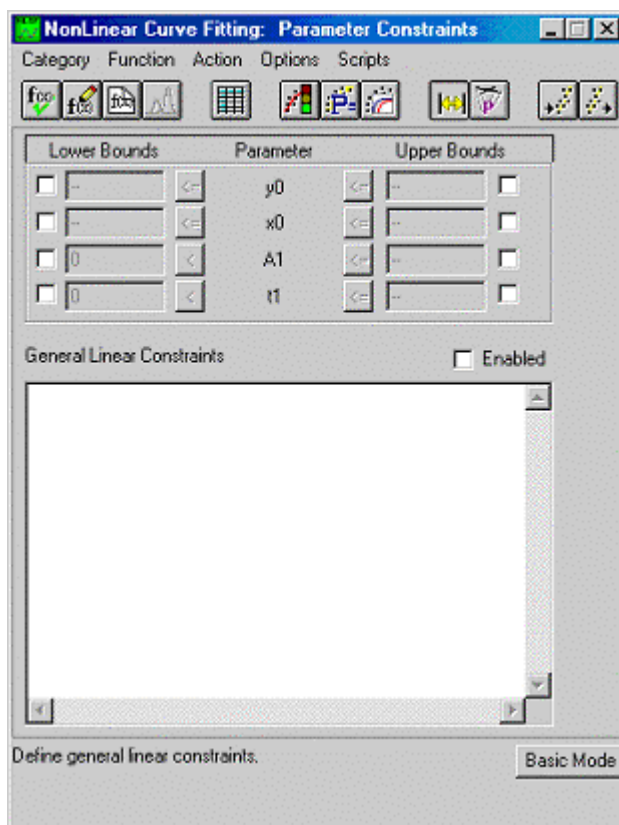 NonLinear Curve Fitting: Parameter Constraints
Category Function Action Options Scripts
Lower Bounds Parameter Upper Bounds
-- <= y0 <= --
-- <= x0 <= --
0 < A1 <= --
0 < t1 <= --
General Linear Constraints Enabled
Define general linear constraints.
Basic Mode